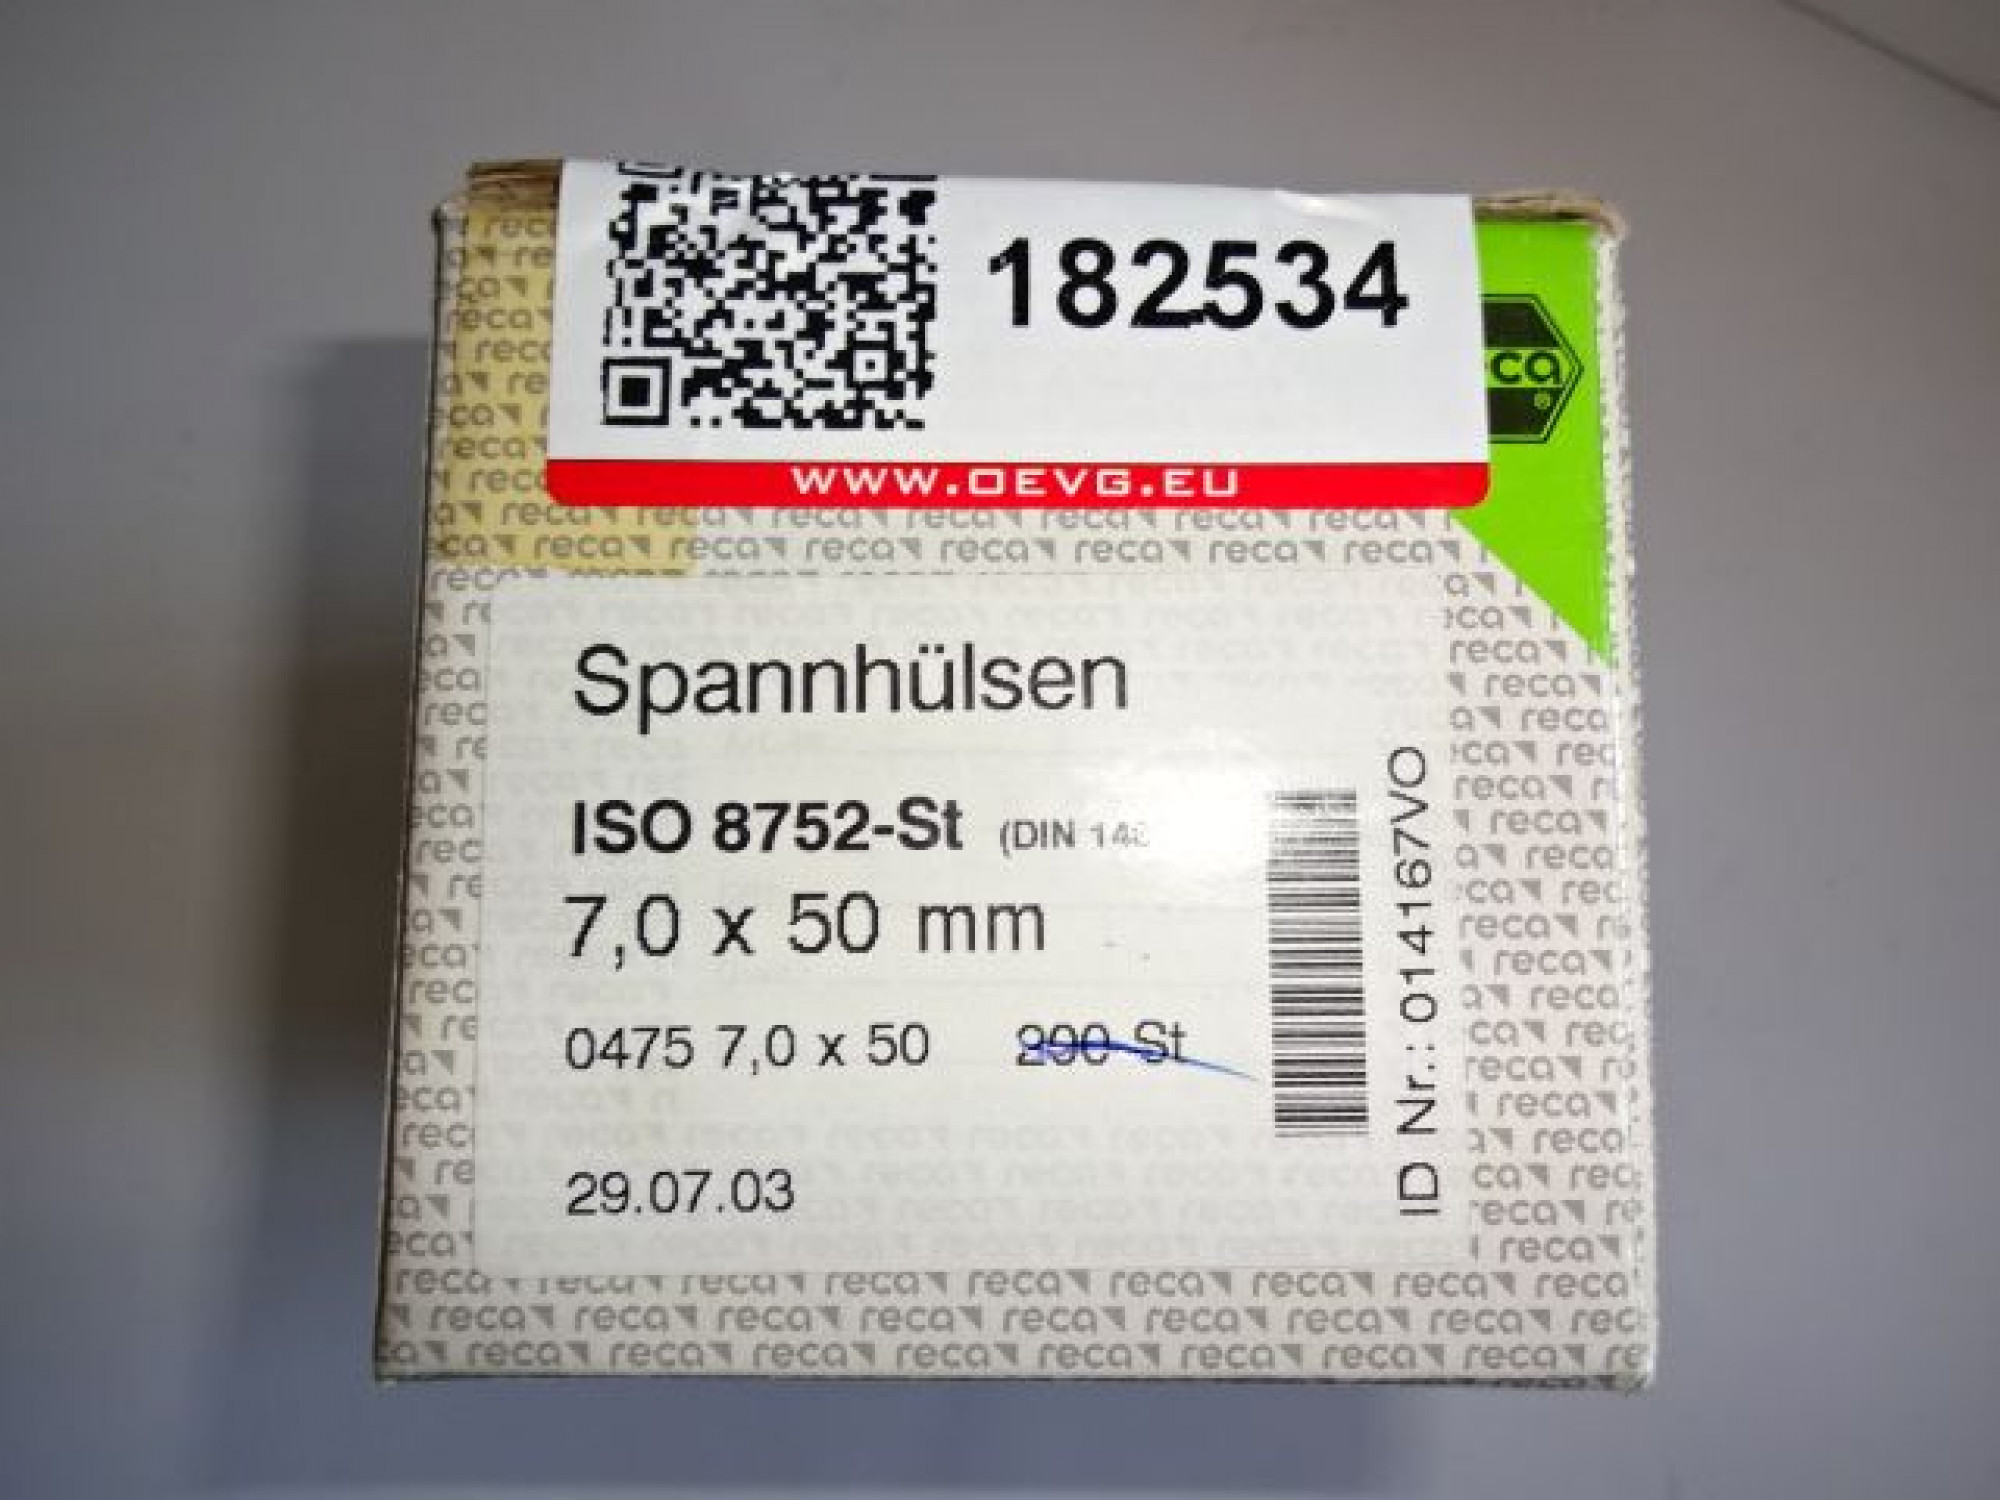 182534
WWW.OEVG.EU
Spannhülsen
ISO 8752-St (DIN
7,0 x 50 mm
0475 7,0 x 50 200 St
29.07.03
ID Nr.: 014167VO
reca